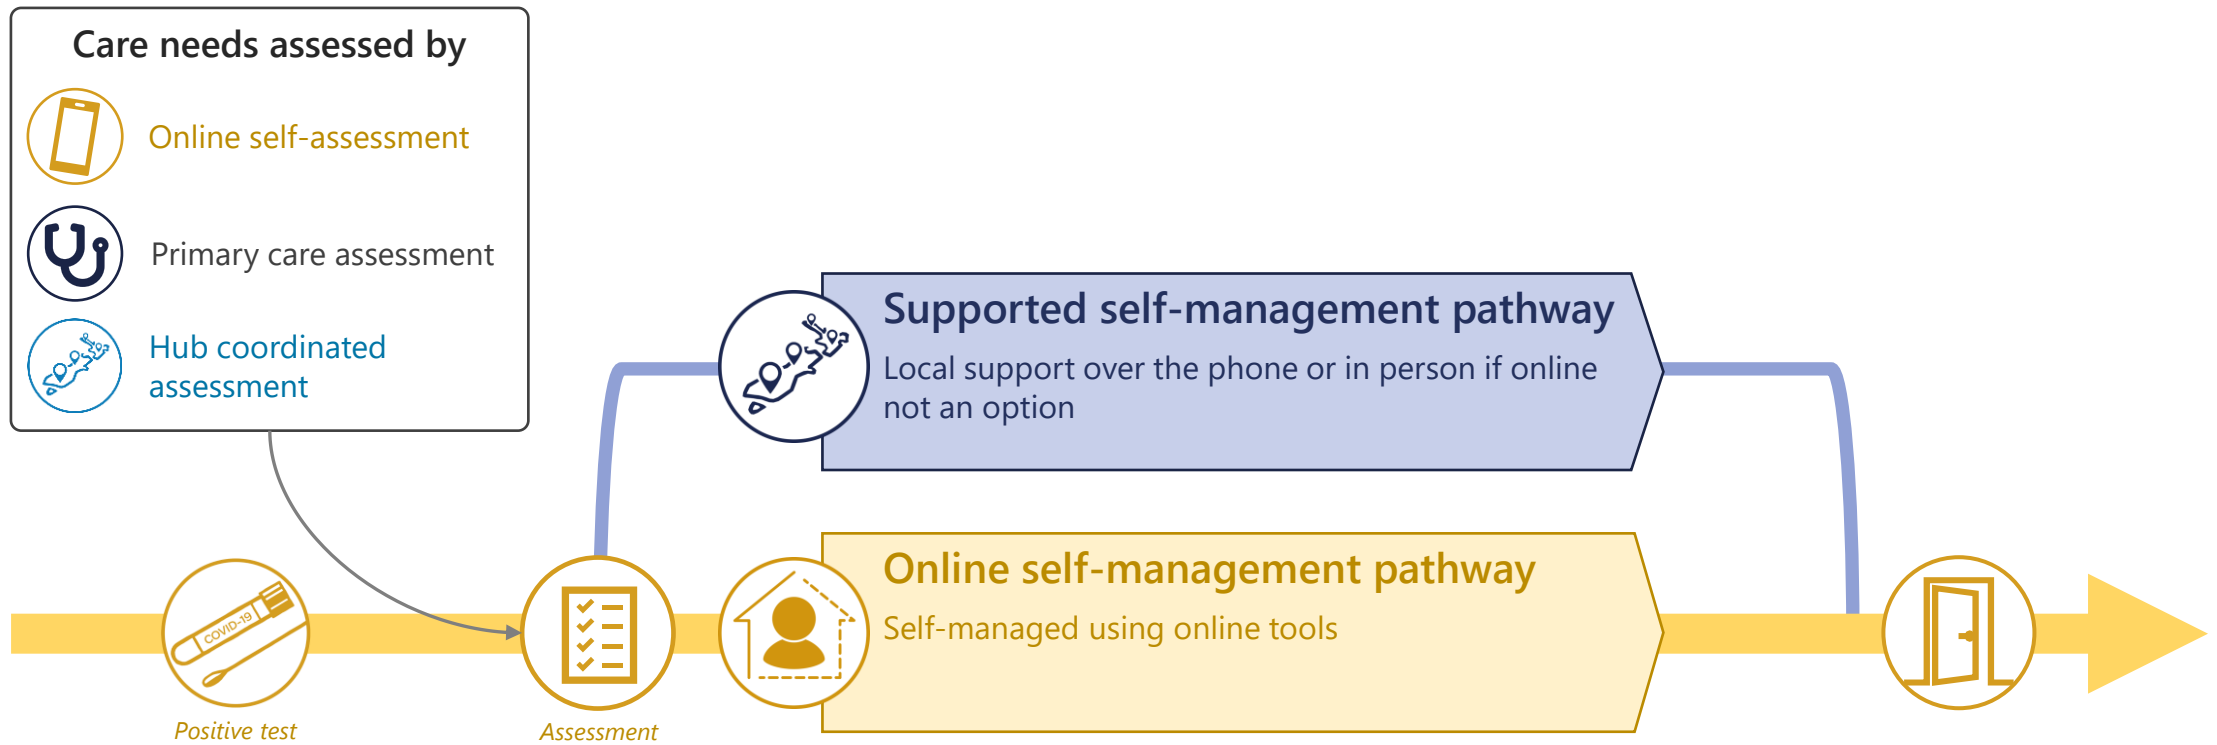 Care needs assessed by
Online self-assessment
Primary care assessment
Hub coordinated
assessment
Supported self-management pathway
Local support over the phone or in person if online
not an option
Online self-management pathway
Self-managed using online tools
COVID-19
Positive test
Assessment